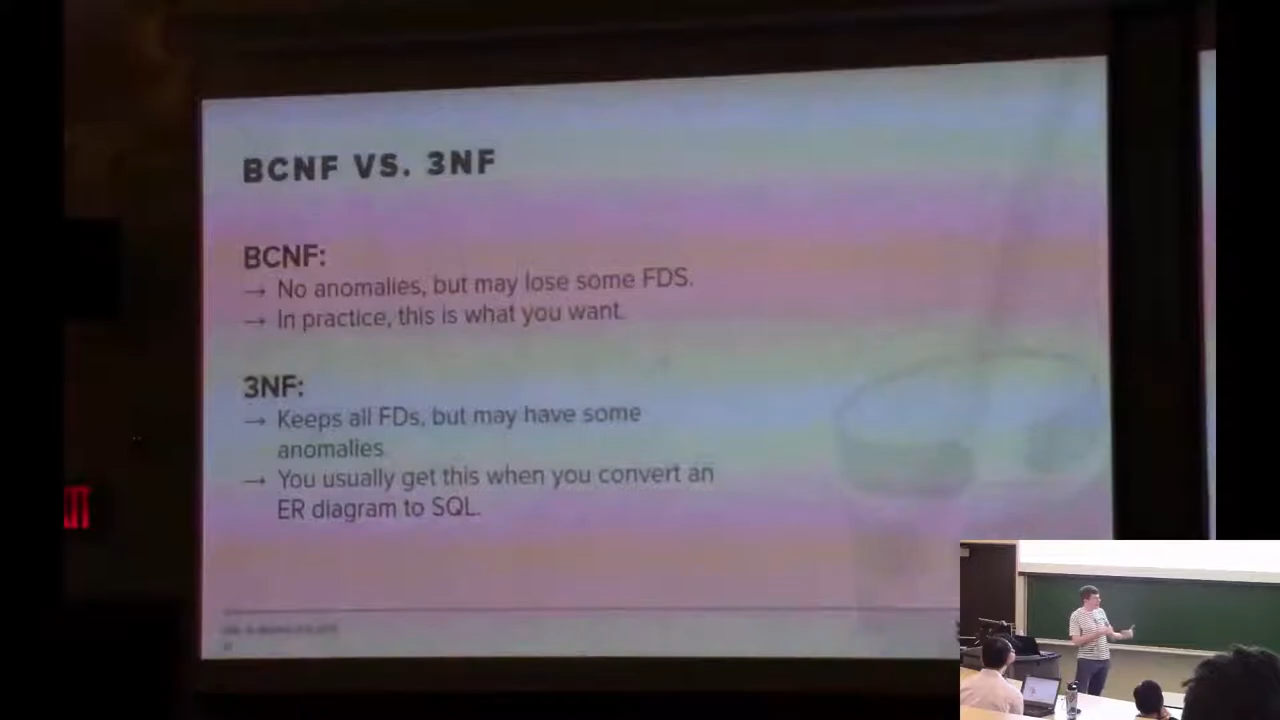 BCNF VS. 3NF
BCNF:
→ No anomalies, but may lose some FDS.
→ In practice, this is what you want.
3NF:
→ Keeps all FDs, but may have some
anomalies.
→ You usually get this when you convert an
ER diagram to SQL.